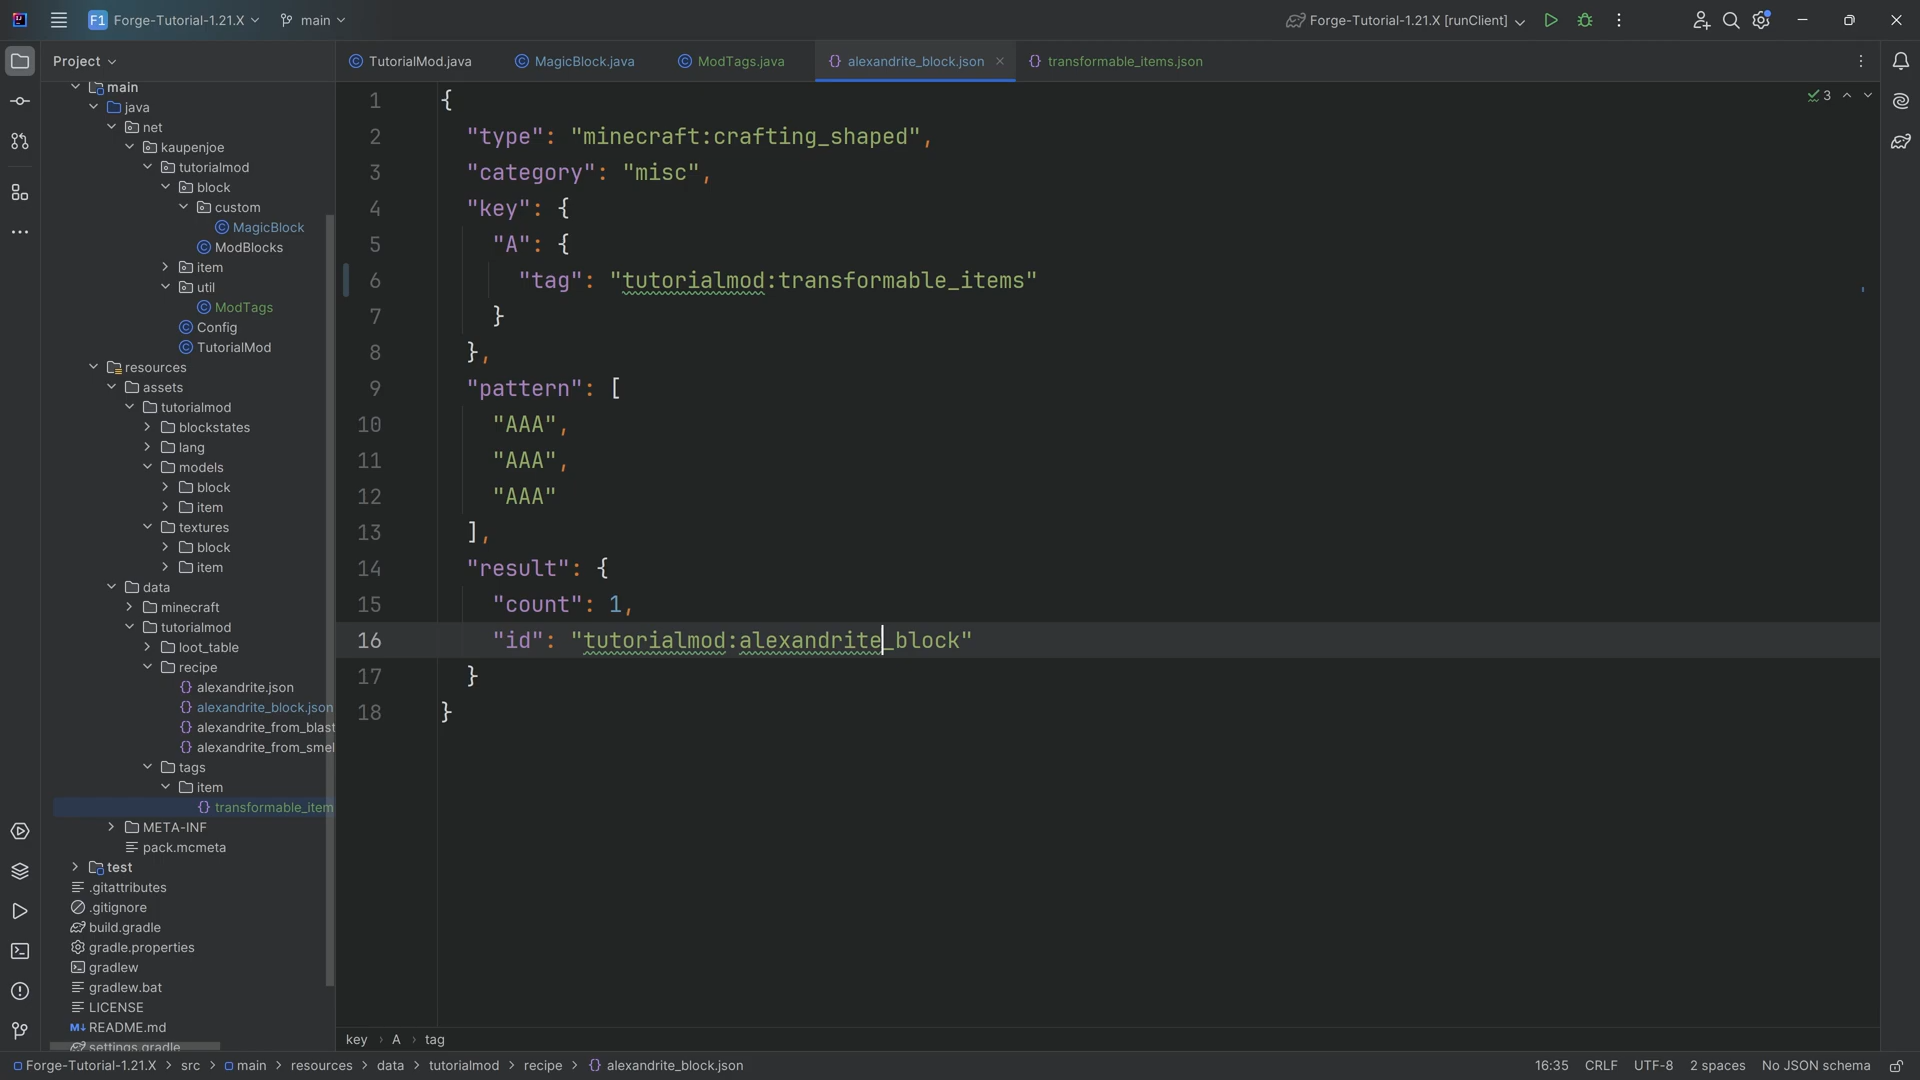 F1 Forge-Tutorial-1.21.X main
Forge-Tutorial-1.21.X [runClient]
Project
TutorialMod.java MagicBlock.java ModTags.java alexandrite_block.json transformable_items.json
main
java
net
kaupenjoe
tutorialmod
block
custom
MagicBlock
ModBlocks
item
util
ModTags
Config
TutorialMod
resources
assets
tutorialmod
blockstates
lang
models
block
item
textures
block
item
data
minecraft
tutorialmod
loot_table
recipe
alexandrite.json
alexandrite_block.json
alexandrite_from_blast
alexandrite_from_smel
tags
item
transformable_item
META-INF
pack.mcmeta
test
.gitattributes
.gitignore
build.gradle
gradle.properties
gradlew
gradlew.bat
LICENSE
README.md
settings.gradle
3
1 {
2 "type": "minecraft:crafting_shaped",
3 "category": "misc",
4 "key": {
5 "A": {
6 "tag": "tutorialmod:transformable_items"
7 }
8 },
9 "pattern": [
10 "AAA",
11 "AAA",
12 "AAA"
13 ],
14 "result": {
15 "count": 1,
16 "id": "tutorialmod:alexandrite_block"
17 }
18 }
key › A › tag
Forge-Tutorial-1.21.X › src › main › resources › data › tutorialmod › recipe › alexandrite_block.json
16:35 CRLF UTF-8 2 spaces No JSON schema